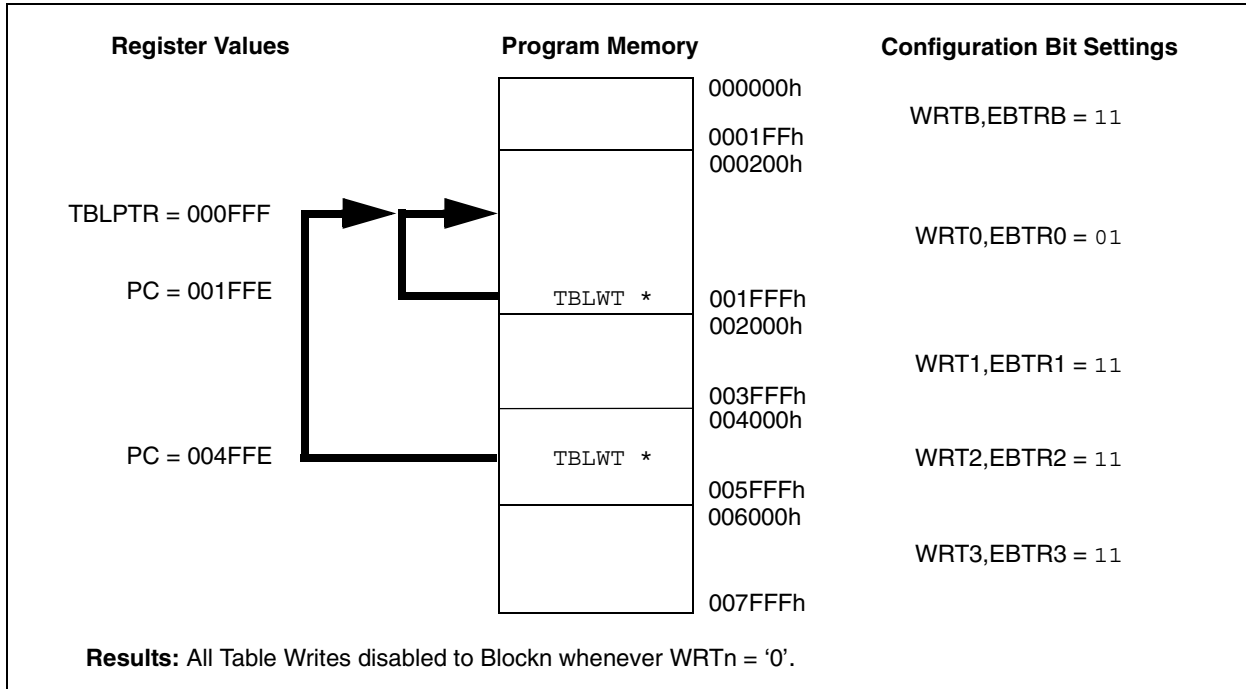 Register Values Program Memory Configuration Bit Settings
000000h
WRTB,EBTRB = 11
0001FFh
000200h
TBLPTR = 000FFF
WRT0,EBTR0 = 01
PC = 001FFE
TBLWT * 001FFFh
002000h
WRT1,EBTR1 = 11
003FFFh
004000h
PC = 004FFE TBLWT * WRT2,EBTR2 = 11
005FFFh
006000h
WRT3,EBTR3 = 11
007FFFh
Results: All Table Writes disabled to Blockn whenever WRTn = ‘0’.